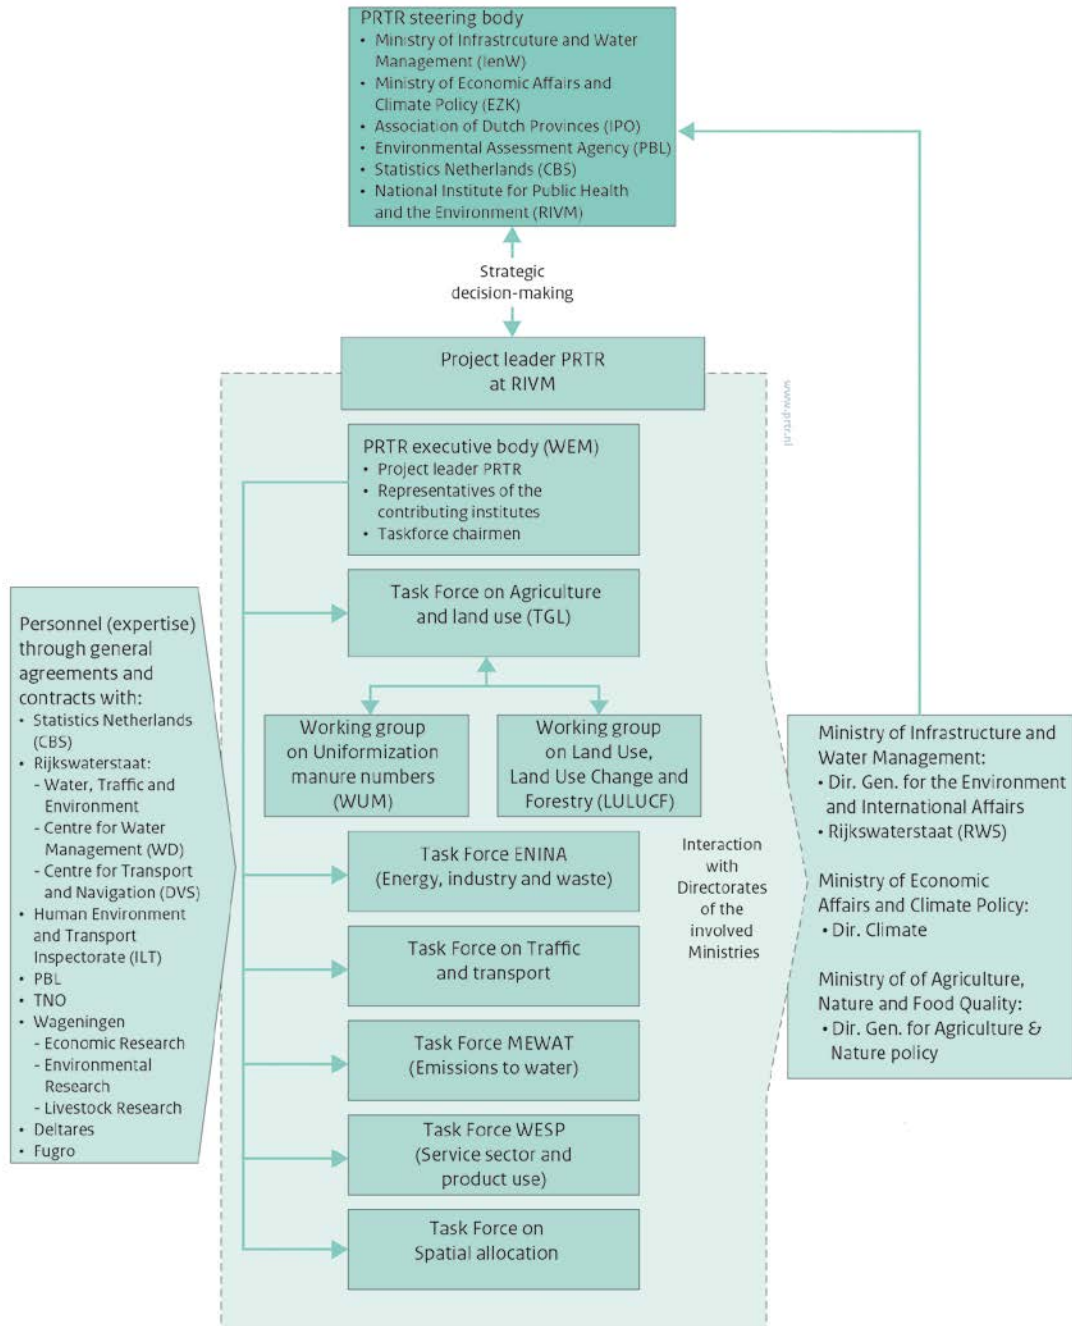 PRTR steering body
• Ministry of Infrastrcuture and Water
Management (IenW)
• Ministry of Economic Affairs and
Climate Policy (EZK)
• Association of Dutch Provinces (IPO)
• Environmental Assessment Agency (PBL)
• Statistics Netherlands (CBS)
• National Institute for Public Health
and the Environment (RIVM)
Strategic
decision-making
Project leader PRTR
at RIVM
www.prtr.nl
PRTR executive body (WEM)
• Project leader PRTR
• Representatives of the
contributing institutes
• Taskforce chairmen
Task Force on Agriculture
and land use (TGL)
Working group
on Uniformization
manure numbers
(WUM)
Working group
on Land Use,
Land Use Change and
Forestry (LULUCF)
Task Force ENINA
(Energy, industry and waste)
Task Force on Traffic
and transport
Task Force MEWAT
(Emissions to water)
Task Force WESP
(Service sector and
product use)
Task Force on
Spatial allocation
Personnel (expertise)
through general
agreements and
contracts with:
• Statistics Netherlands
(CBS)
• Rijkswaterstaat:
- Water, Traffic and
Environment
- Centre for Water
Management (WD)
- Centre for Transport
and Navigation (DVS)
• Human Environment
and Transport
Inspectorate (ILT)
• PBL
• TNO
• Wageningen
- Economic Research
- Environmental
Research
- Livestock Research
• Deltares
• Fugro
Interaction
with
Directorates
of the
involved
Ministries
Ministry of Infrastructure and
Water Management:
• Dir. Gen. for the Environment
and International Affairs
• Rijkswaterstaat (RWS)
Ministry of Economic
Affairs and Climate Policy:
• Dir. Climate
Ministry of of Agriculture,
Nature and Food Quality:
• Dir. Gen. for Agriculture &
Nature policy